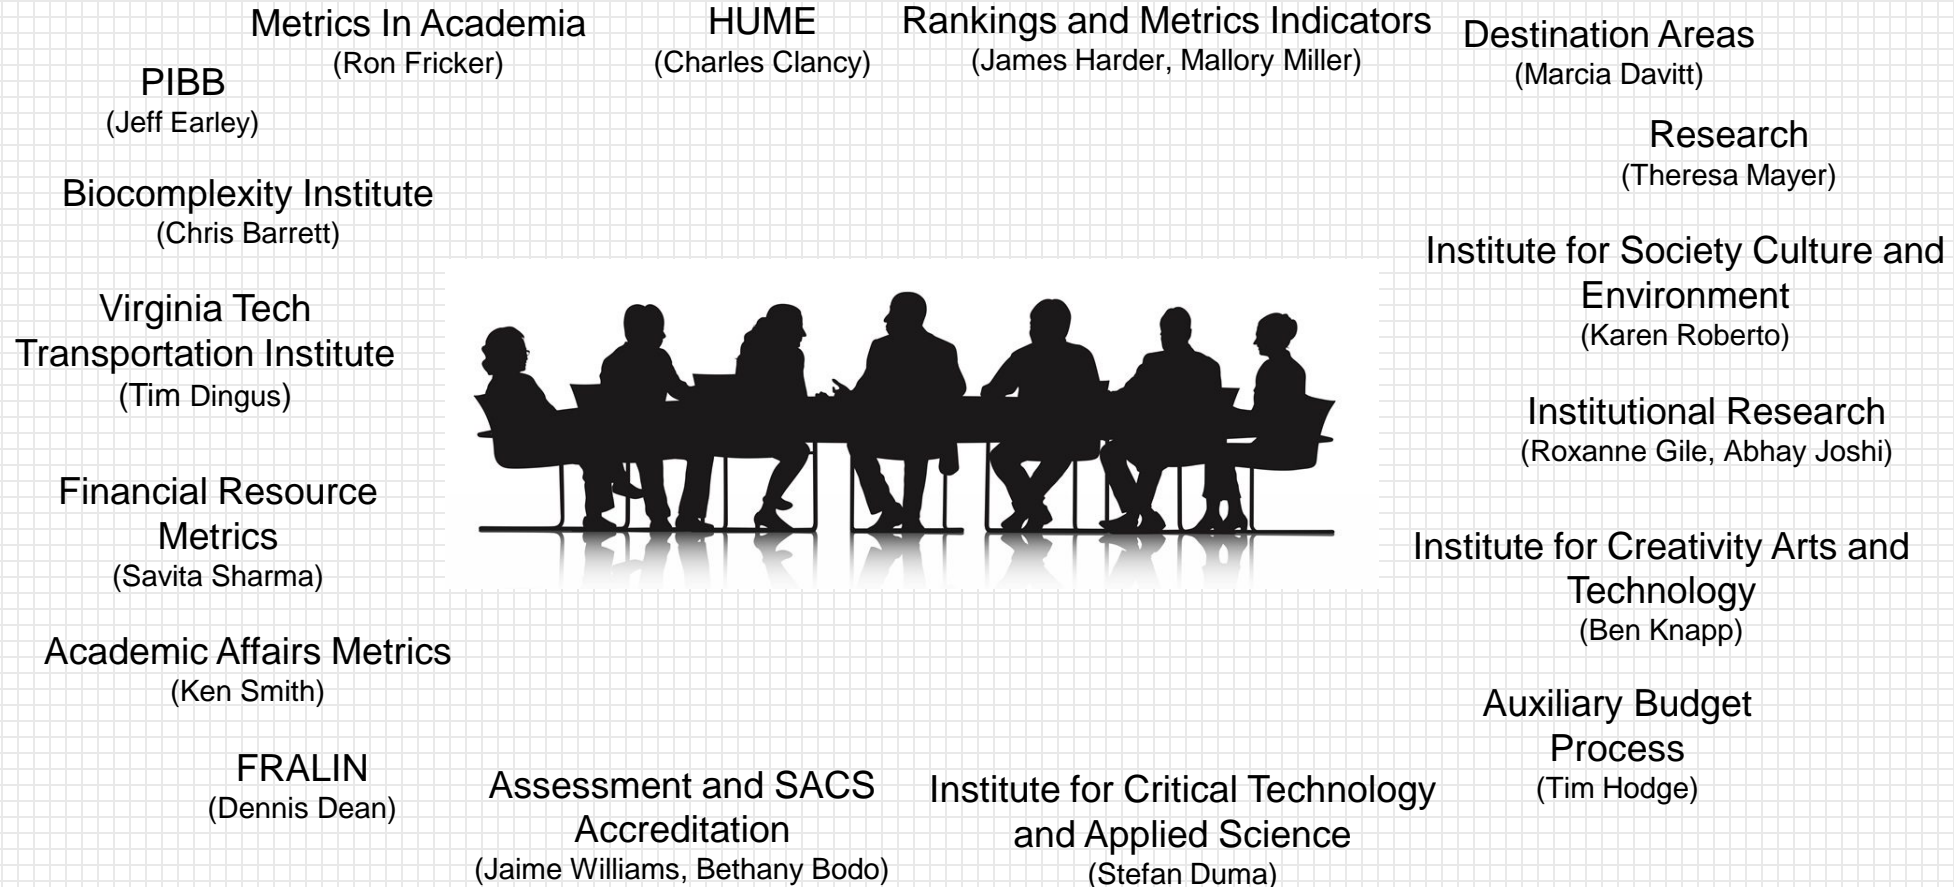 Metrics In Academia
(Ron Fricker)
HUME
(Charles Clancy)
Rankings and Metrics Indicators
(James Harder, Mallory Miller)
Destination Areas
(Marcia Davitt)
PIBB
(Jeff Earley)
Research
(Theresa Mayer)
Biocomplexity Institute
(Chris Barrett)
Institute for Society Culture and
Environment
(Karen Roberto)
Virginia Tech
Transportation Institute
(Tim Dingus)
Institutional Research
(Roxanne Gile, Abhay Joshi)
Financial Resource
Metrics
(Savita Sharma)
Institute for Creativity Arts and
Technology
(Ben Knapp)
Academic Affairs Metrics
(Ken Smith)
Auxiliary Budget
Process
(Tim Hodge)
FRALIN
(Dennis Dean)
Assessment and SACS
Accreditation
(Jaime Williams, Bethany Bodo)
Institute for Critical Technology
and Applied Science
(Stefan Duma)